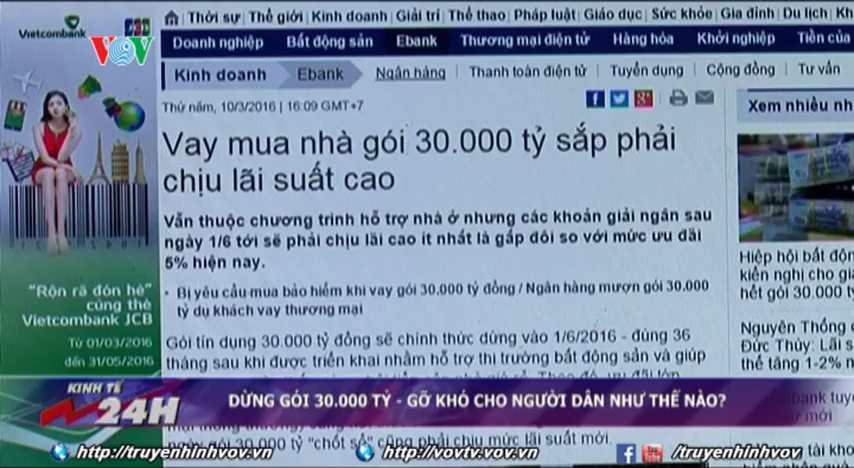 Vietcombank
JCB
VOV
Thời sự | Thế giới | Kinh doanh | Giải trí | Thể thao | Pháp luật | Giáo dục | Sức khỏe | Gia đình | Du lịch | Kh
Doanh nghiệp Bất động sản Ebank Thương mại điện tử Hàng hóa Khởi nghiệp Tiền của
Kinh doanh Ebank Ngân hàng | Thanh toán điện tử | Tuyển dụng | Cộng đồng | Tư vấn
Thứ năm, 10/3/2016 | 16:09 GMT+7
Xem nhiều nh
Vay mua nhà gói 30.000 tỷ sắp phải
chịu lãi suất cao
Vẫn thuộc chương trình hỗ trợ nhà ở nhưng các khoản giải ngân sau
ngày 1/6 tới sẽ phải chịu lãi cao ít nhất là gấp đôi so với mức ưu đãi
5% hiện nay.
Bị yêu cầu mua bảo hiểm khi vay gói 30.000 tỷ đồng / Ngân hàng mượn gói 30.000
tỷ dụ khách vay thương mại
Gói tín dụng 30.000 tỷ đồng sẽ chính thức dừng vào 1/6/2016 - đúng 36
tháng sau khi được triển khai nhằm hỗ trợ thị trường bất động sản và giúp
ngày gói 30.000 tỷ "chốt sổ" cũng phải chịu mức lãi suất mới.
Hiệp hội bất độn
kiến nghị cho gi
hết gói 30.000 t
Nguyên Thống
Đức Thúy: Lãi s
thể tăng 1-2% n
"Rộn rã đón hè"
cùng thẻ
Vietcombank JCB
Từ 01/03/2016
đến 31/05/2016
KINH TẾ
24H
DỪNG GÓI 30.000 TỶ - GỠ KHÓ CHO NGƯỜI DÂN NHƯ THẾ NÀO?
http://truyenhinhvov.vn
http://vovtv.vov.vn
You Tube
/truyenhinhvov